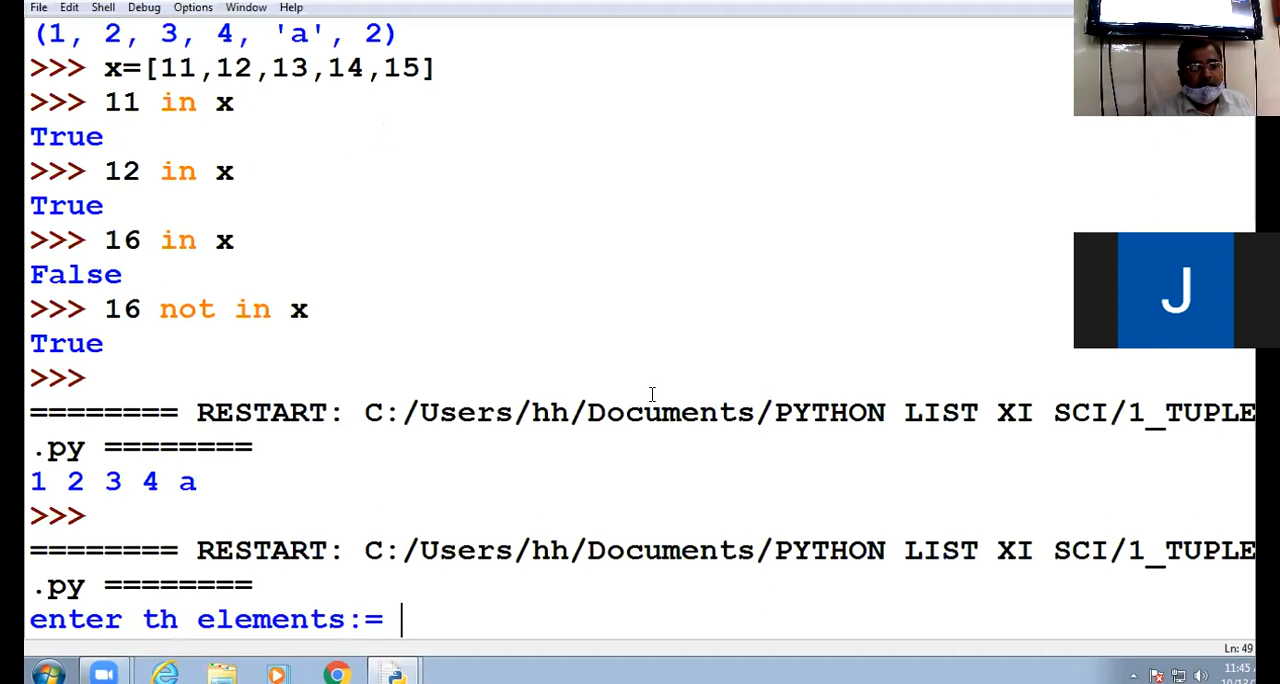 File Edit Shell Debug Options Window Help
(1, 2, 3, 4, 'a', 2)
>>> x=[11,12,13,14,15]
>>> 11 in x
True
>>> 12 in x
True
>>> 16 in x
False
>>> 16 not in x
True
>>>
======== RESTART: C:/Users/hh/Documents/PYTHON LIST XI SCI/1_TUPLE
.py ========
1 2 3 4 a
>>>
======== RESTART: C:/Users/hh/Documents/PYTHON LIST XI SCI/1_TUPLE
.py ========
enter th elements:=
J
Ln: 49
11:45